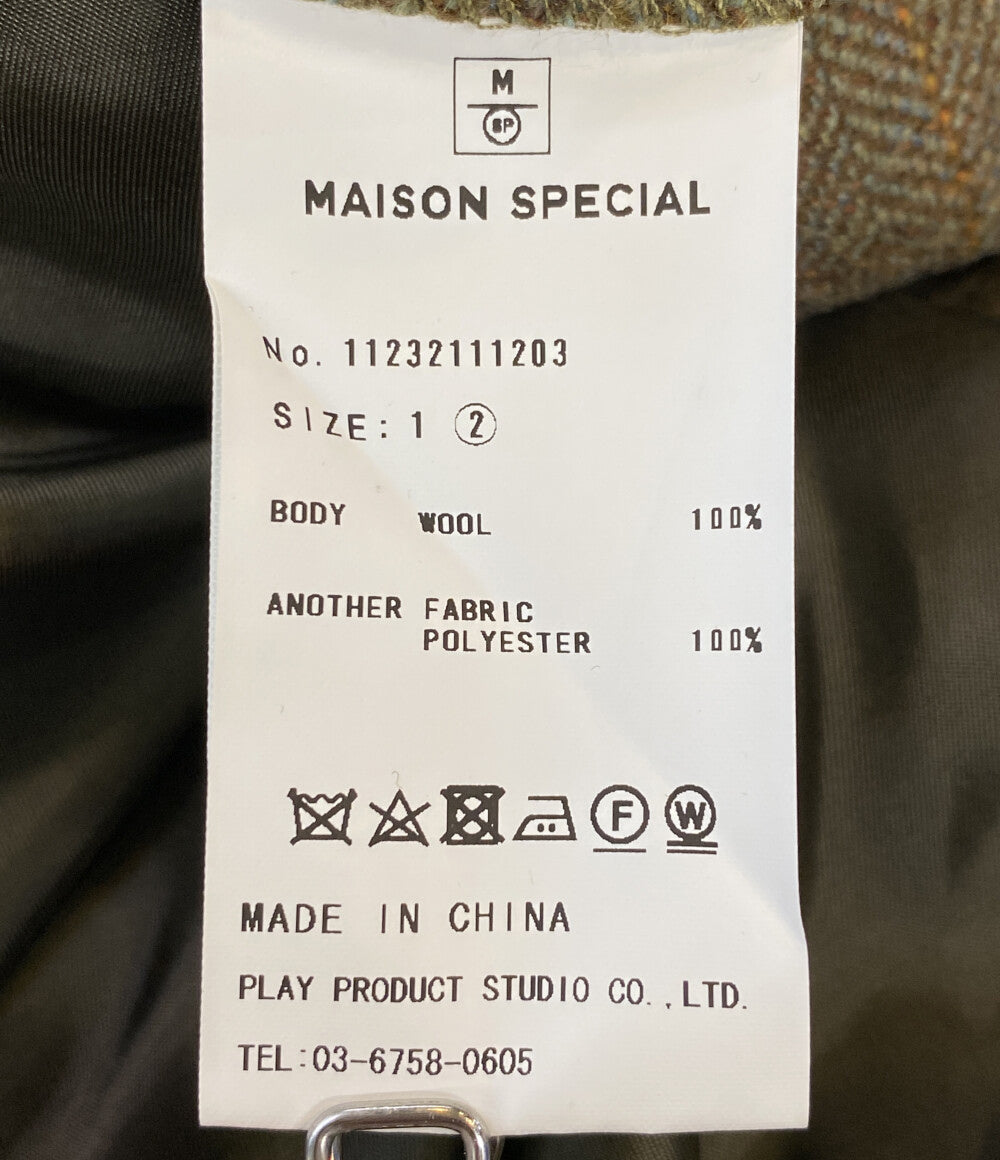 M
SP
MAISON SPECIAL
No. 11232111203
SIZE: 1 ②
BODY WOOL 100%
ANOTHER FABRIC
POLYESTER 100%
F W
MADE IN CHINA
PLAY PRODUCT STUDIO CO.,LTD.
TEL:03-6758-0605